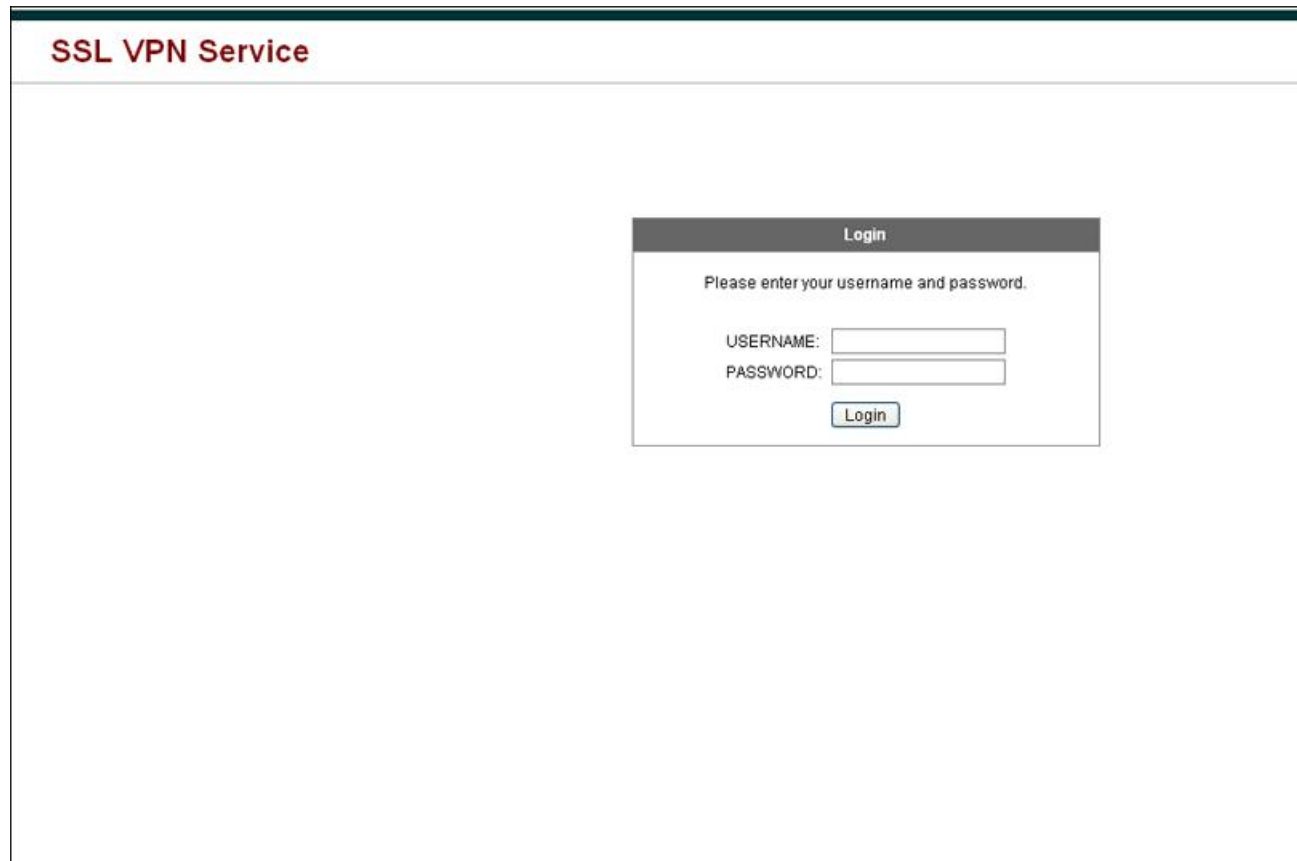 SSL VPN Service
Login
Please enter your username and password.
USERNAME:
PASSWORD:
Login